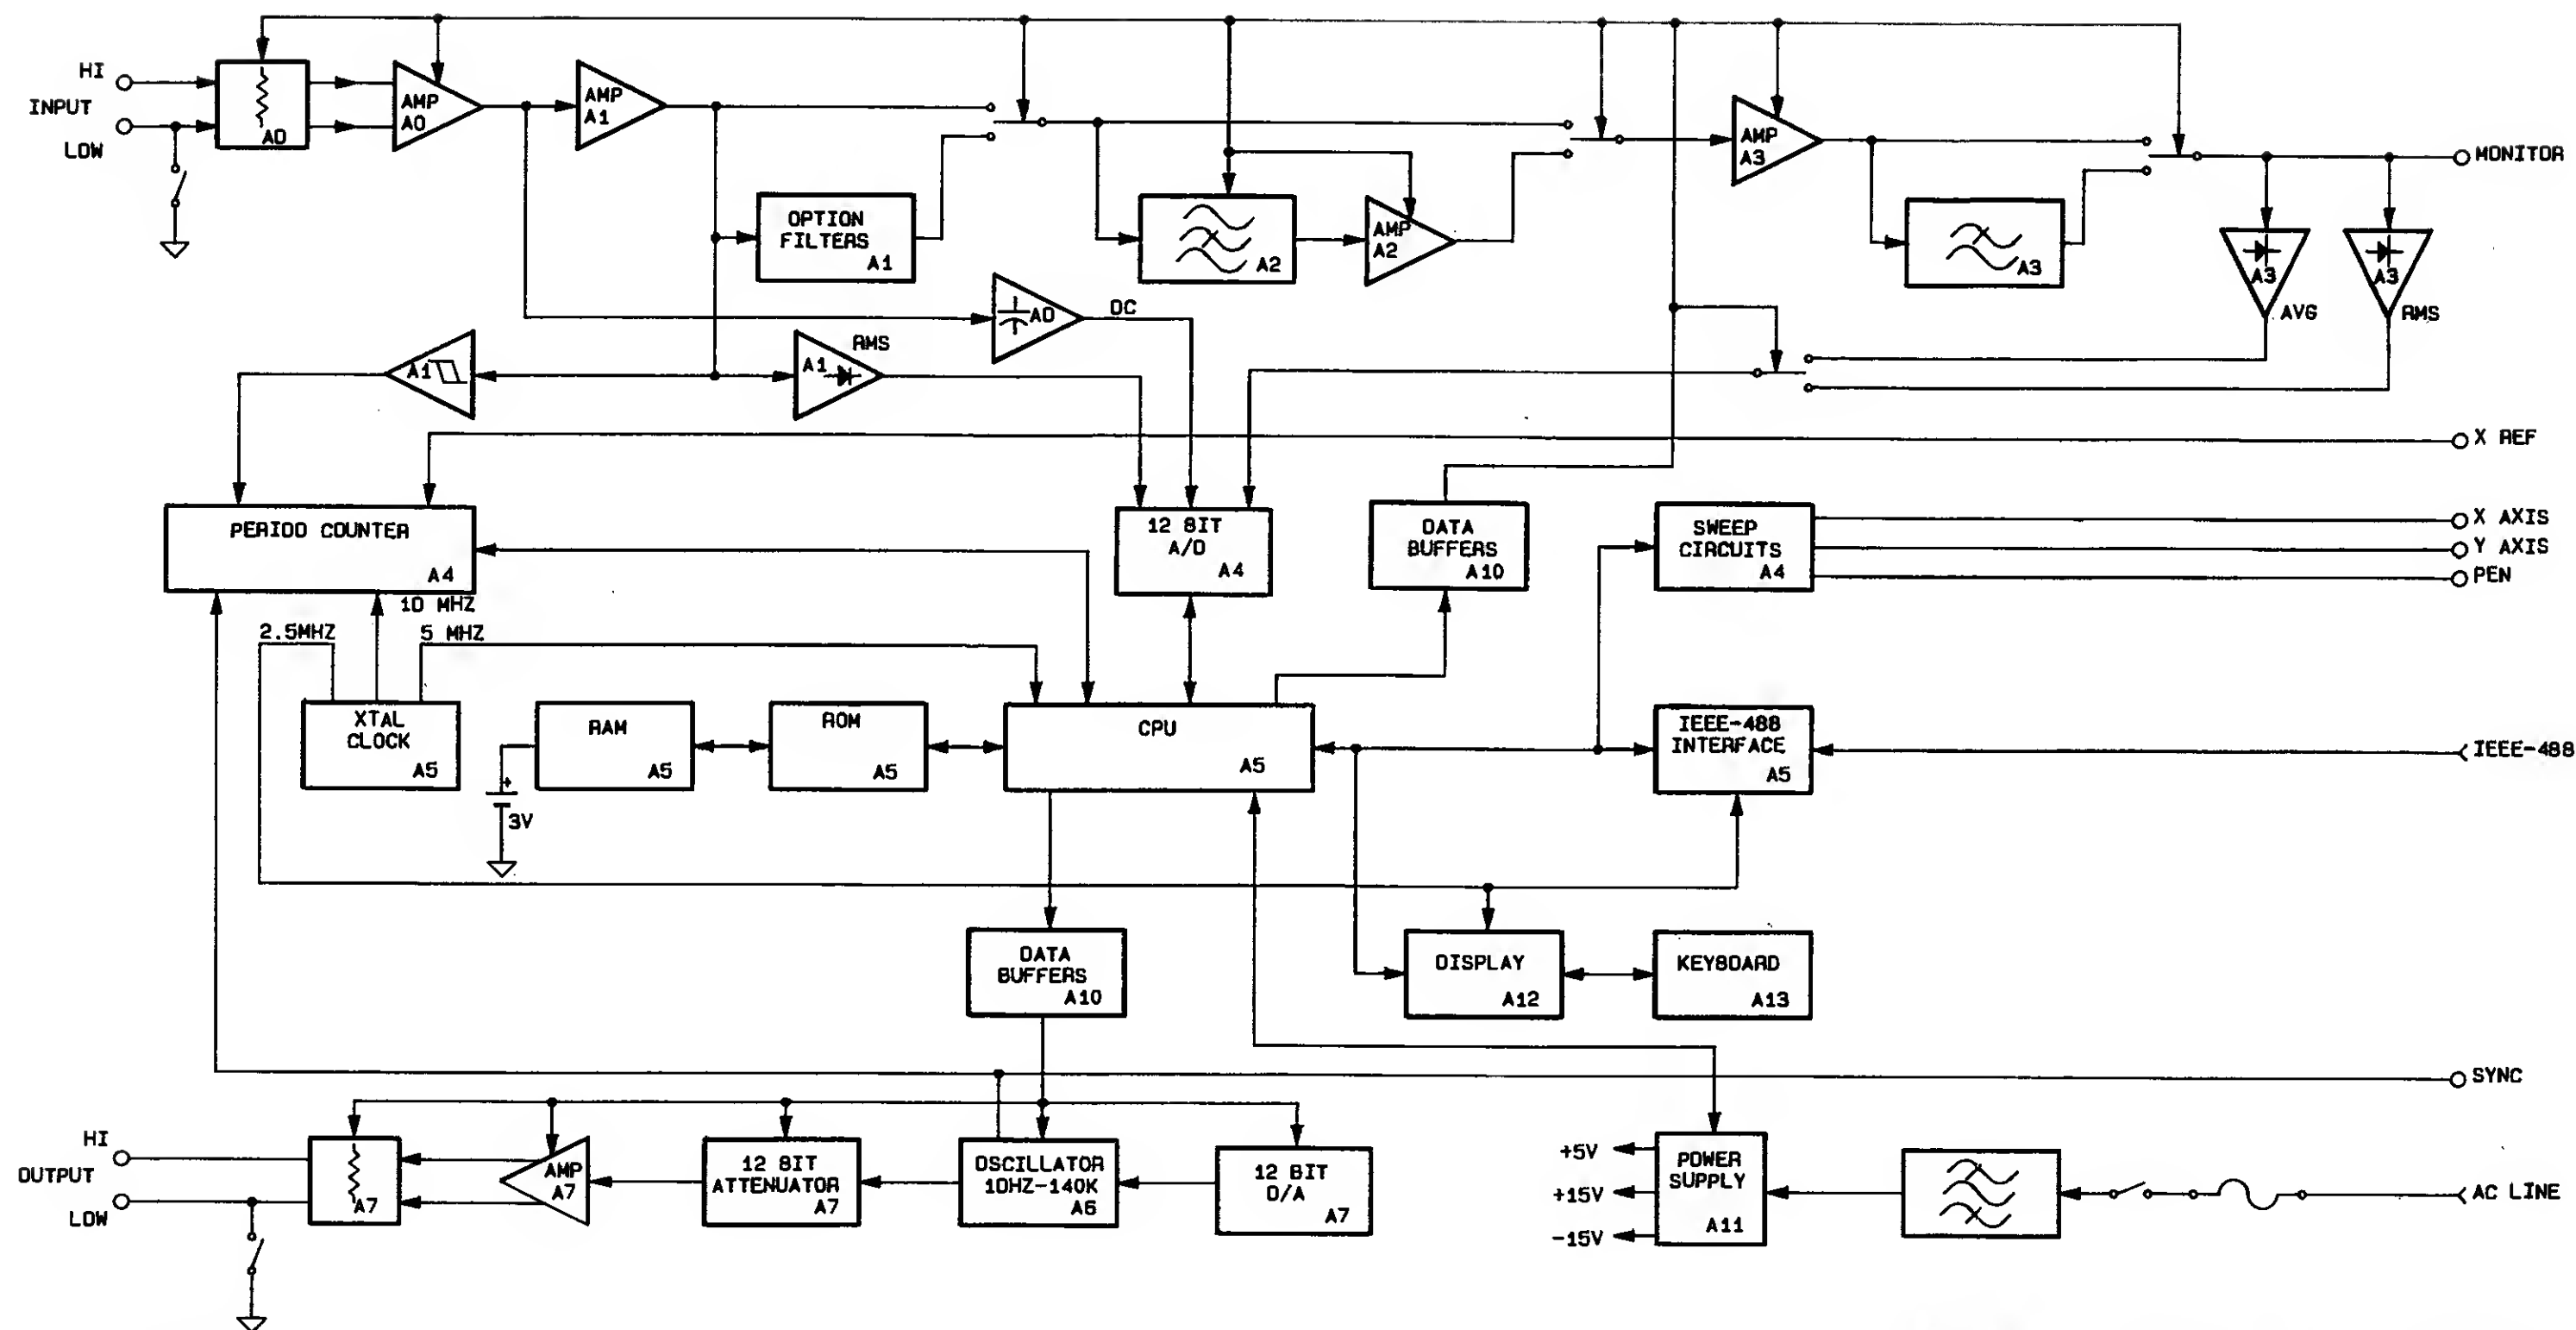 HI
INPUT
LOW
A0
AMP
A0
AMP
A1
OPTION
FILTERS
A1
A2
AMP
A2
AMP
A3
A3
MONITOR
A3
AVG
A3
RMS
A0
DC
A1
A1
RMS
X REF
PERIOD COUNTER
A4
12 BIT
A/D
A4
DATA
BUFFERS
A10
SWEEP
CIRCUITS
A4
X AXIS
Y AXIS
PEN
10 MHZ
2.5MHZ
5 MHZ
XTAL
CLOCK
A5
RAM
A5
ROM
A5
CPU
A5
IEEE-488
INTERFACE
A5
IEEE-488
+
3V
DATA
BUFFERS
A10
DISPLAY
A12
KEYBOARD
A13
SYNC
HI
OUTPUT
LOW
A7
AMP
A7
12 BIT
ATTENUATOR
A7
OSCILLATOR
10HZ-140K
A6
12 BIT
D/A
A7
+5V
+15V
-15V
POWER
SUPPLY
A11
AC LINE